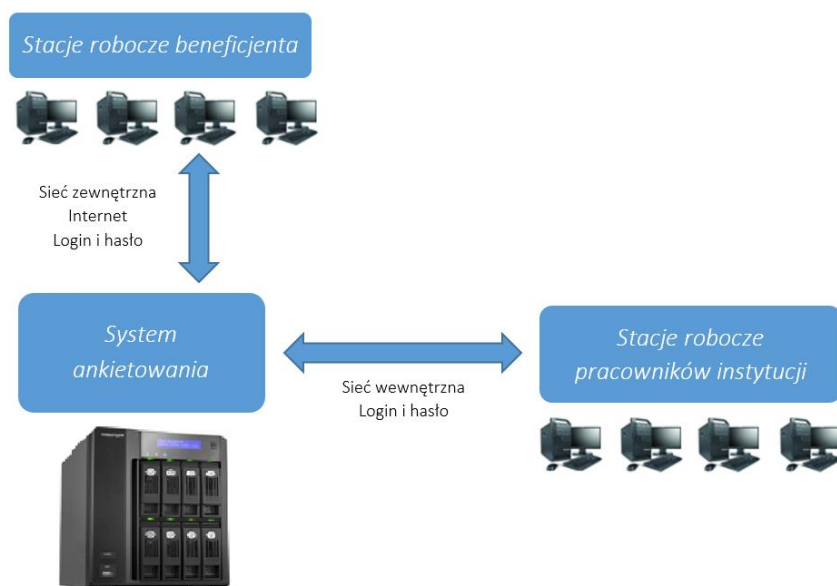 Stacje robocze beneficjenta
Sieć zewnętrzna
Internet
Login i hasło
System
ankietowania
Sieć wewnętrzna
Login i hasło
Stacje robocze
pracowników instytucji